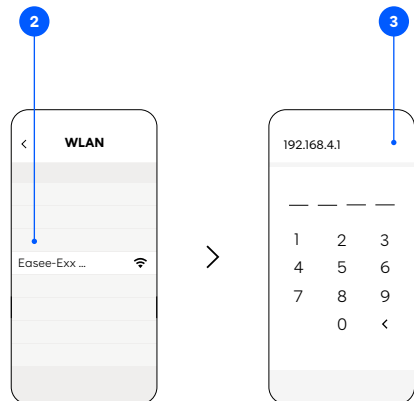 2
3
< WLAN
192.168.4.1
Easee-Exx ...
1 2 3
4 5 6
7 8 9
0 <